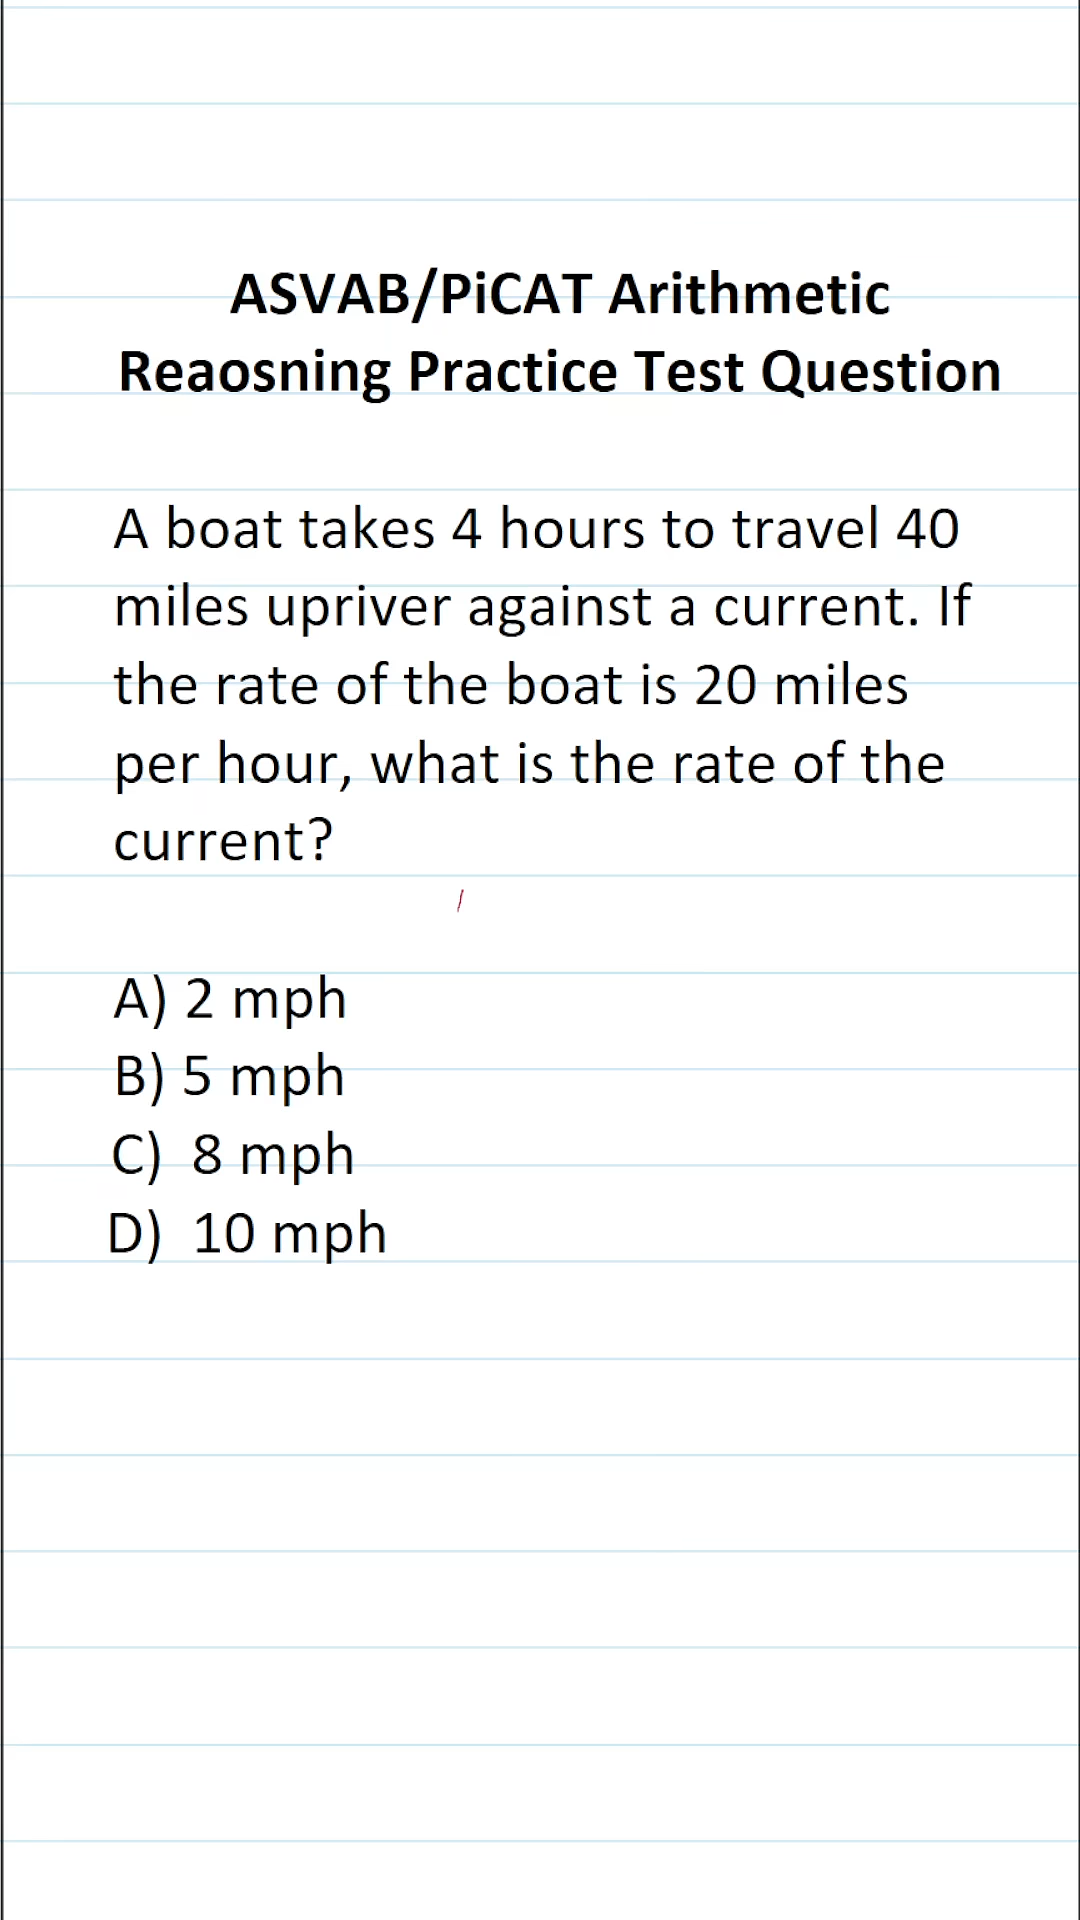 ASVAB/PiCAT Arithmetic
Reaosning Practice Test Question
A boat takes 4 hours to travel 40
miles upriver against a current. If
the rate of the boat is 20 miles
per hour, what is the rate of the
current?
A) 2 mph
B) 5 mph
C) 8 mph
D) 10 mph